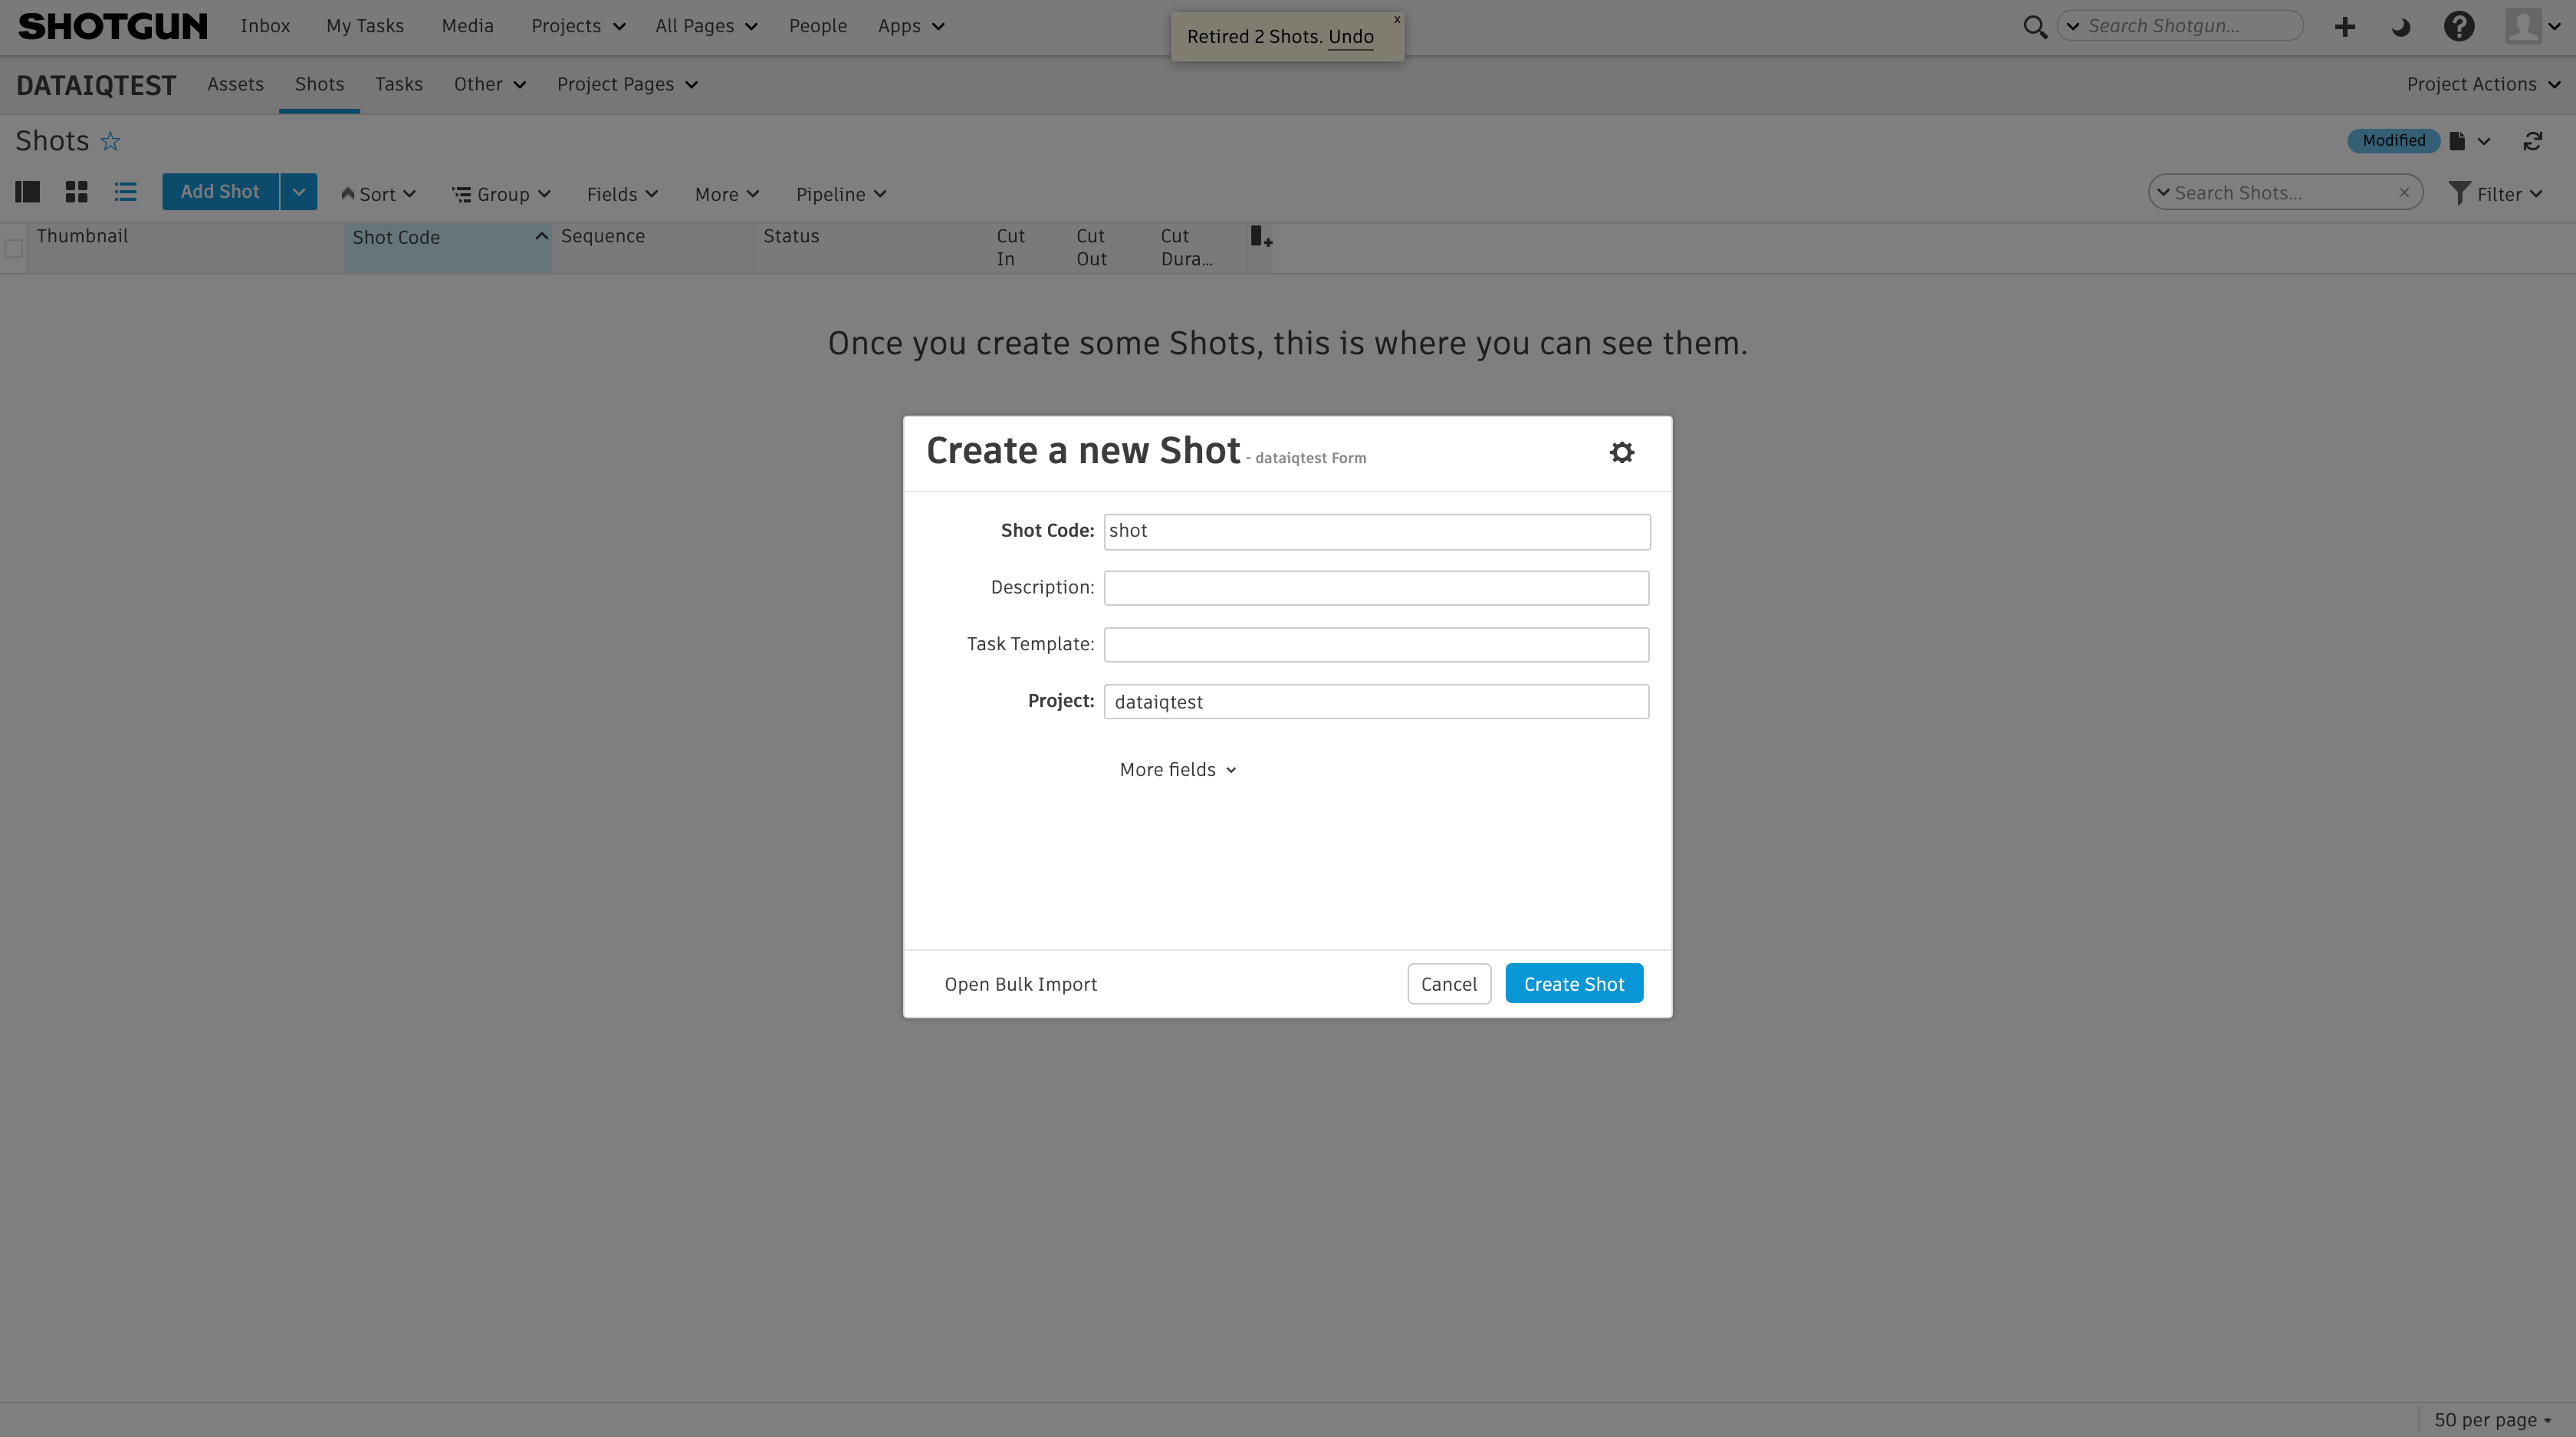 SHOTGUN Inbox My Tasks Media Projects All Pages People Apps Retired 2 Shots. Undo x Search Shotgun...
DATAIQTEST Assets Shots Tasks Other Project Pages Project Actions
Shots Modified
Add Shot Sort Group Fields More Pipeline Search Shots... Filter
Thumbnail Shot Code Sequence Status Cut In Cut Out Cut Dura...
Once you create some Shots, this is where you can see them.
Create a new Shot - dataiqtest Form
Shot Code: shot
Description:
Task Template:
Project: dataiqtest
More fields
Open Bulk Import Cancel Create Shot
50 per page